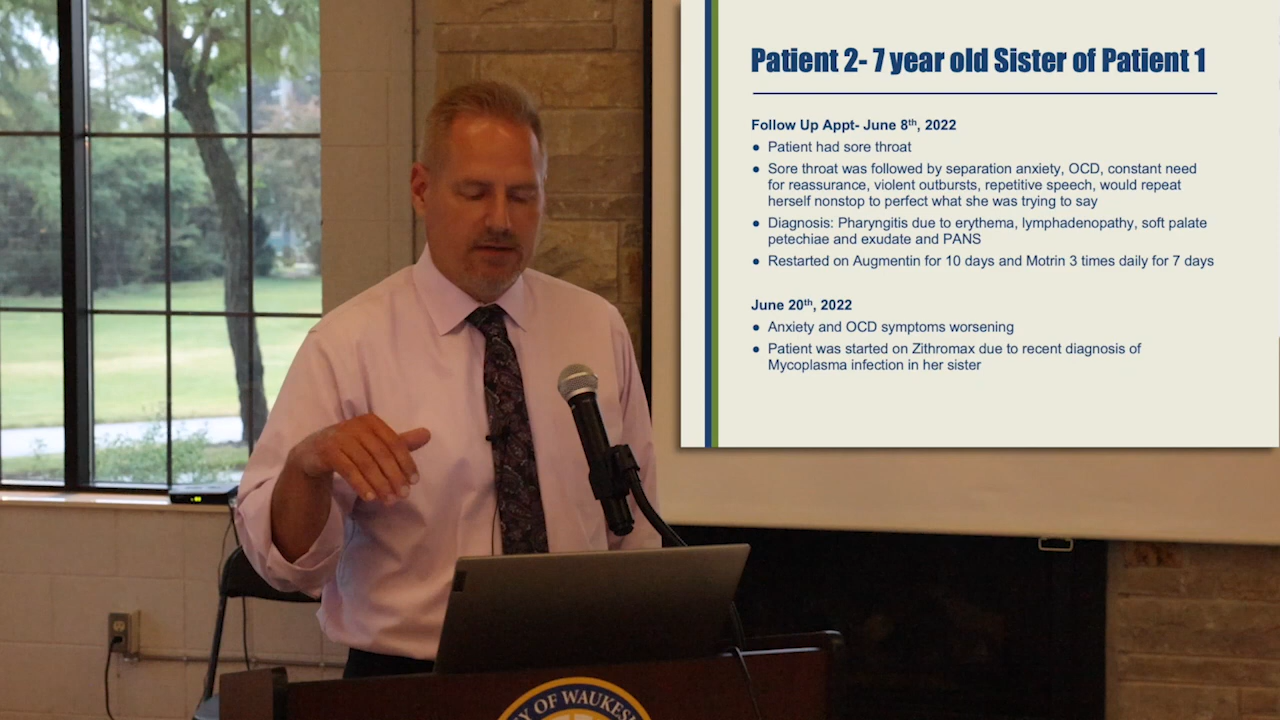 Patient 2- 7 year old Sister of Patient 1
Follow Up Appt- June 8th, 2022
● Patient had sore throat
● Sore throat was followed by separation anxiety, OCD, constant need
for reassurance, violent outbursts, repetitive speech, would repeat
herself nonstop to perfect what she was trying to say
● Diagnosis: Pharyngitis due to erythema, lymphadenopathy, soft palate
petechiae and exudate and PANS
● Restarted on Augmentin for 10 days and Motrin 3 times daily for 7 days
June 20th, 2022
● Anxiety and OCD symptoms worsening
● Patient was started on Zithromax due to recent diagnosis of
Mycoplasma infection in her sister
OF WAUKES